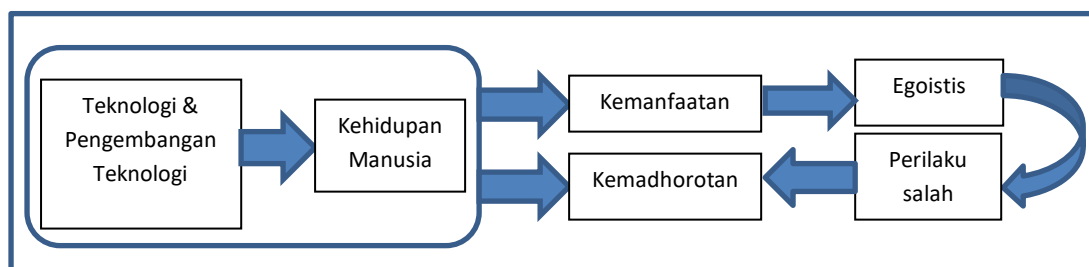 Teknologi &
Pengembangan
Teknologi
Kehidupan
Manusia
Kemanfaatan
Egoistis
Kemadhorotan
Perilaku
salah